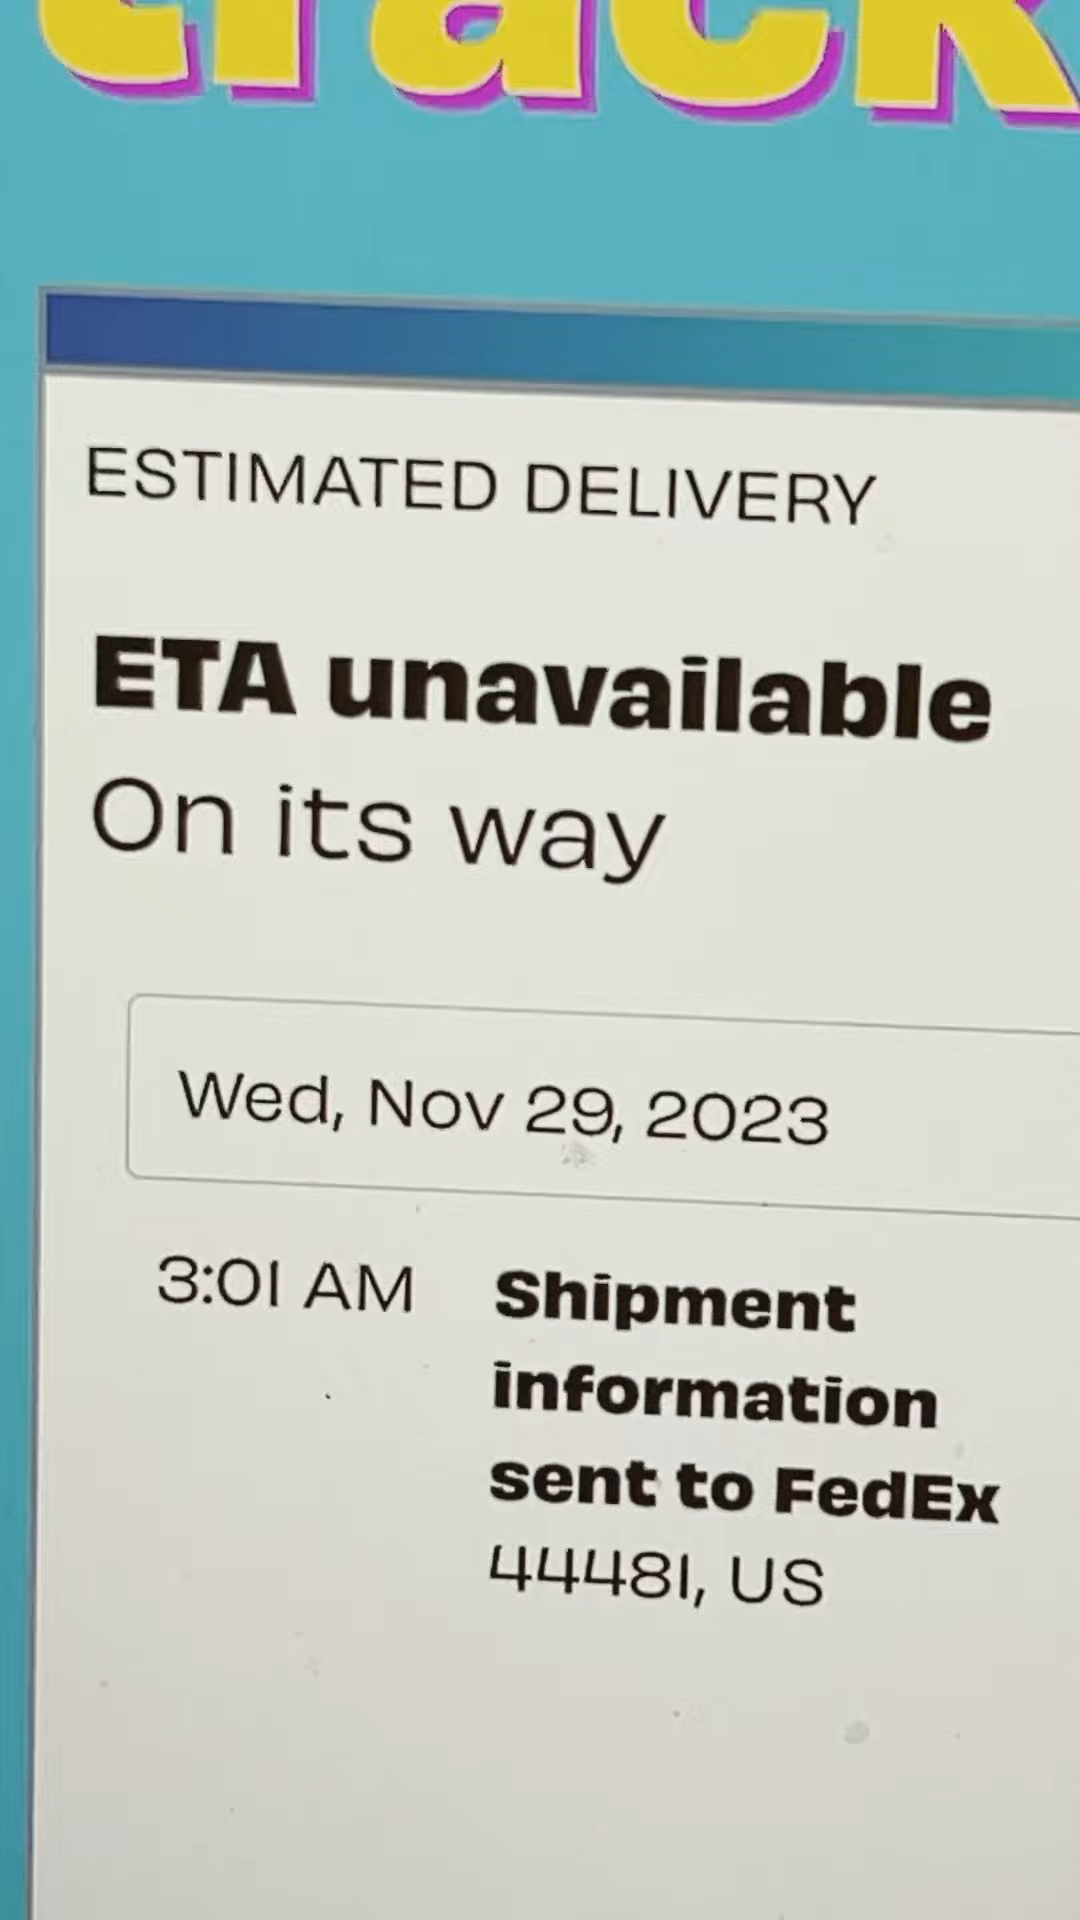 track
ESTIMATED DELIVERY
ETA unavailable
On its way
Wed, Nov 29, 2023
3:01 AM
Shipment
information
sent to FedEx
44481, US